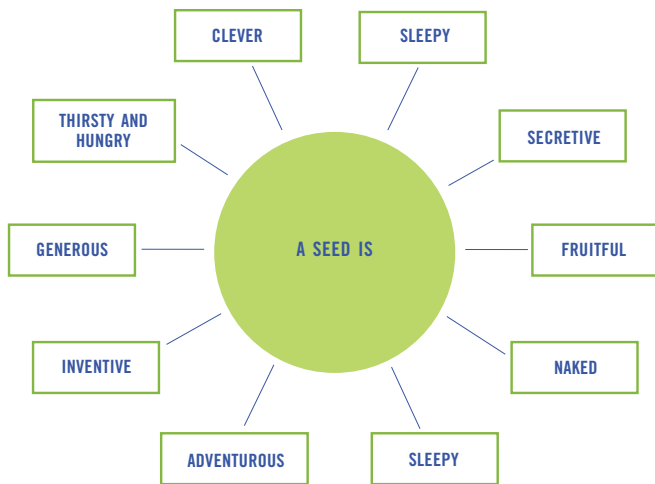 CLEVER
SLEEPY
THIRSTY AND
HUNGRY
SECRETIVE
GENEROUS
A SEED IS
FRUITFUL
INVENTIVE
NAKED
ADVENTUROUS
SLEEPY